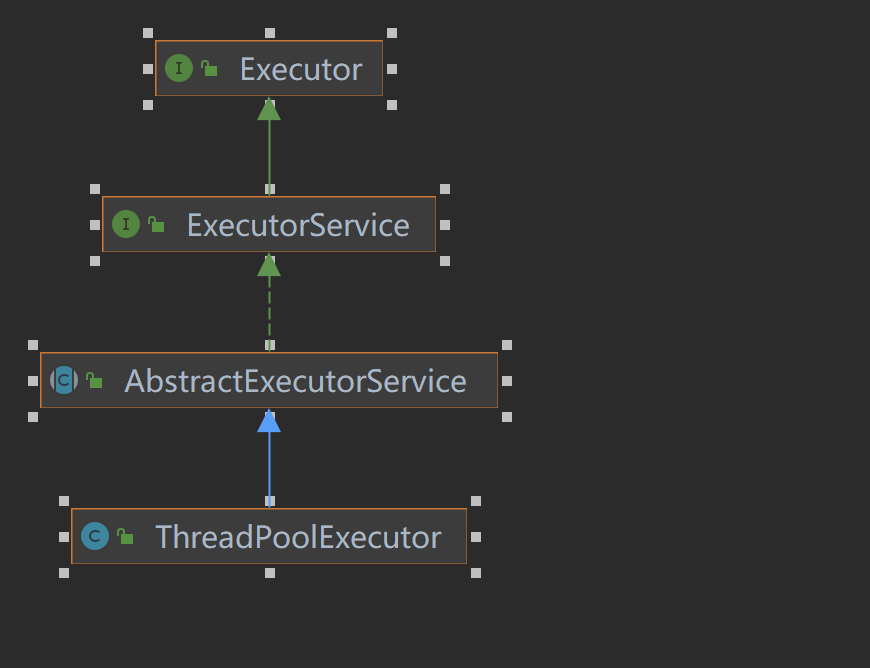 I Executor
I ExecutorService
C AbstractExecutorService
C ThreadPoolExecutor